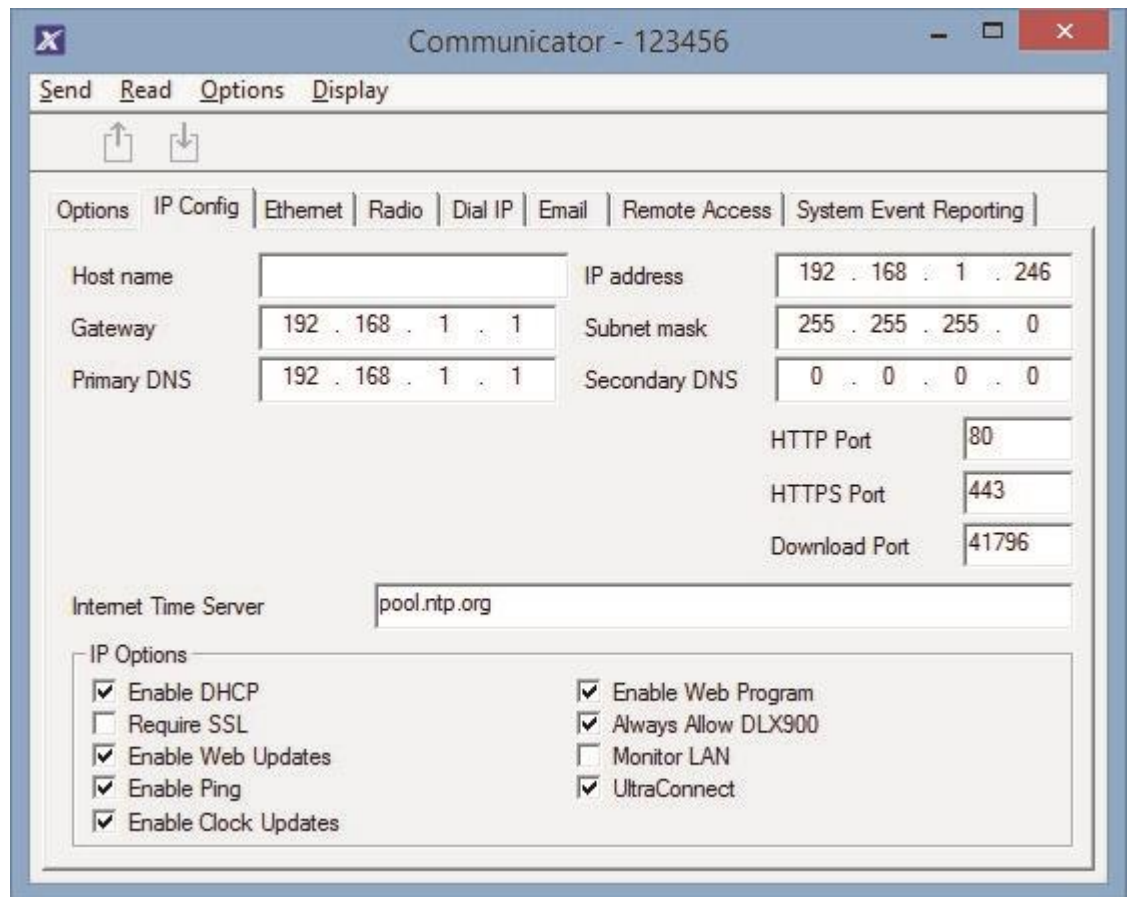 Communicator - 123456
Send Read Options Display
Options IP Config Ethernet Radio Dial IP Email Remote Access System Event Reporting
Host name IP address 192 . 168 . 1 . 246
Gateway 192 . 168 . 1 . 1 Subnet mask 255 . 255 . 255 . 0
Primary DNS 192 . 168 . 1 . 1 Secondary DNS 0 . 0 . 0 . 0
HTTP Port 80
HTTPS Port 443
Download Port 41796
Internet Time Server pool.ntp.org
IP Options
Enable DHCP Enable Web Program
Require SSL Always Allow DLX900
Enable Web Updates Monitor LAN
Enable Ping UltraConnect
Enable Clock Updates